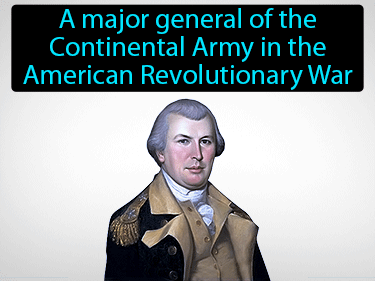 A major general of the
Continental Army in the
American Revolutionary War